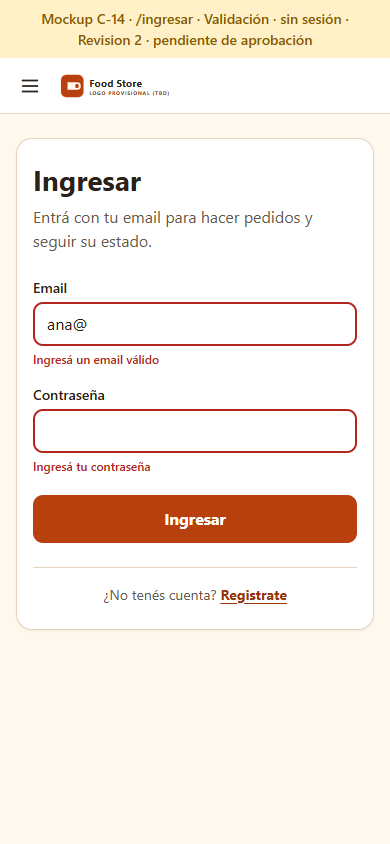 Mockup C-14 · /ingresar · Validación · sin sesión ·
Revision 2 · pendiente de aprobación
Food Store
LOGO PROVISIONAL (TBD)
Ingresar
Entrá con tu email para hacer pedidos y
seguir su estado.
Email
ana@
Ingresá un email válido
Contraseña
Ingresá tu contraseña
Ingresar
¿No tenés cuenta? Registrate